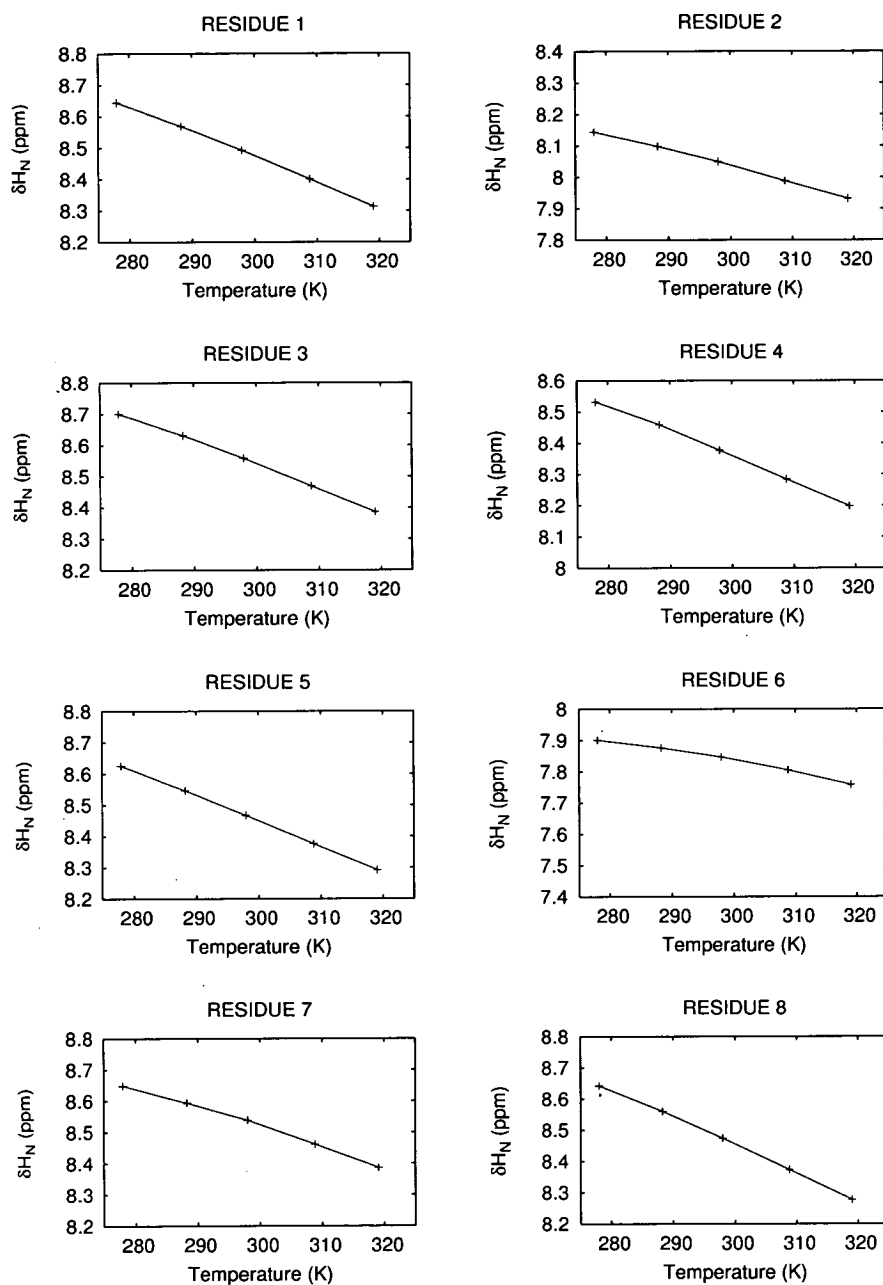 RESIDUE 1
8.8
8.7
8.6
8.5
8.4
8.3
8.2
δH_N (ppm)
280 290 300 310 320
Temperature (K)
RESIDUE 2
8.4
8.3
8.2
8.1
8
7.9
7.8
δH_N (ppm)
280 290 300 310 320
Temperature (K)
RESIDUE 3
8.8
8.7
8.6
8.5
8.4
8.3
8.2
δH_N (ppm)
280 290 300 310 320
Temperature (K)
RESIDUE 4
8.6
8.5
8.4
8.3
8.2
8.1
8
δH_N (ppm)
280 290 300 310 320
Temperature (K)
RESIDUE 5
8.8
8.7
8.6
8.5
8.4
8.3
8.2
δH_N (ppm)
280 290 300 310 320
Temperature (K)
RESIDUE 6
8
7.9
7.8
7.7
7.6
7.5
7.4
δH_N (ppm)
280 290 300 310 320
Temperature (K)
RESIDUE 7
8.8
8.7
8.6
8.5
8.4
8.3
8.2
δH_N (ppm)
280 290 300 310 320
Temperature (K)
RESIDUE 8
8.8
8.7
8.6
8.5
8.4
8.3
8.2
δH_N (ppm)
280 290 300 310 320
Temperature (K)